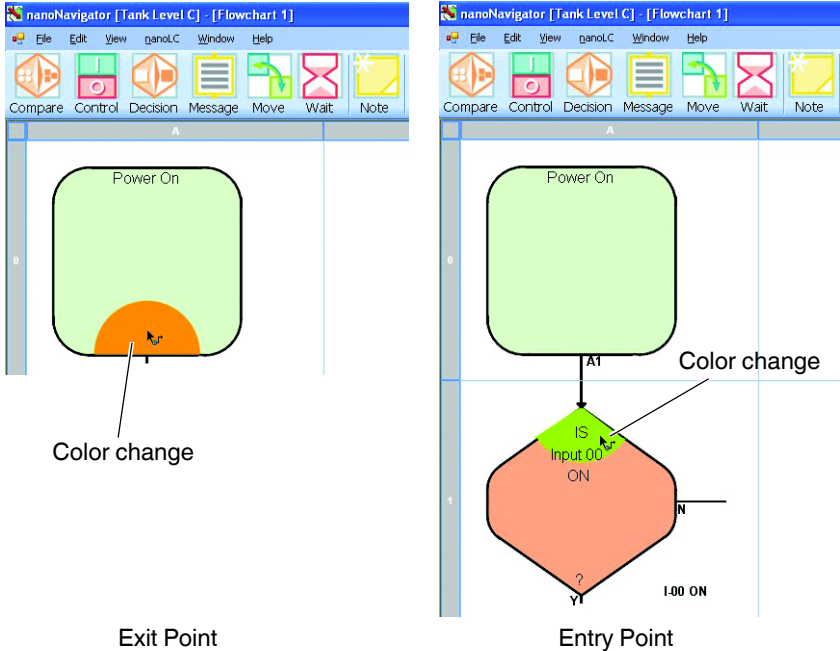 nanoNavigator [Tank Level C] - [Flowchart 1]
File Edit View nanoLC Window Help
Compare Control Decision Message Move Wait Note
A
0
Power On
Color change
Exit Point
nanoNavigator [Tank Level C] - [Flowchart 1]
File Edit View nanoLC Window Help
Compare Control Decision Message Move Wait Note
A
0
Power On
A1
Color change
1
IS
Input 00
ON
N
?
Y
I-00 ON
Entry Point